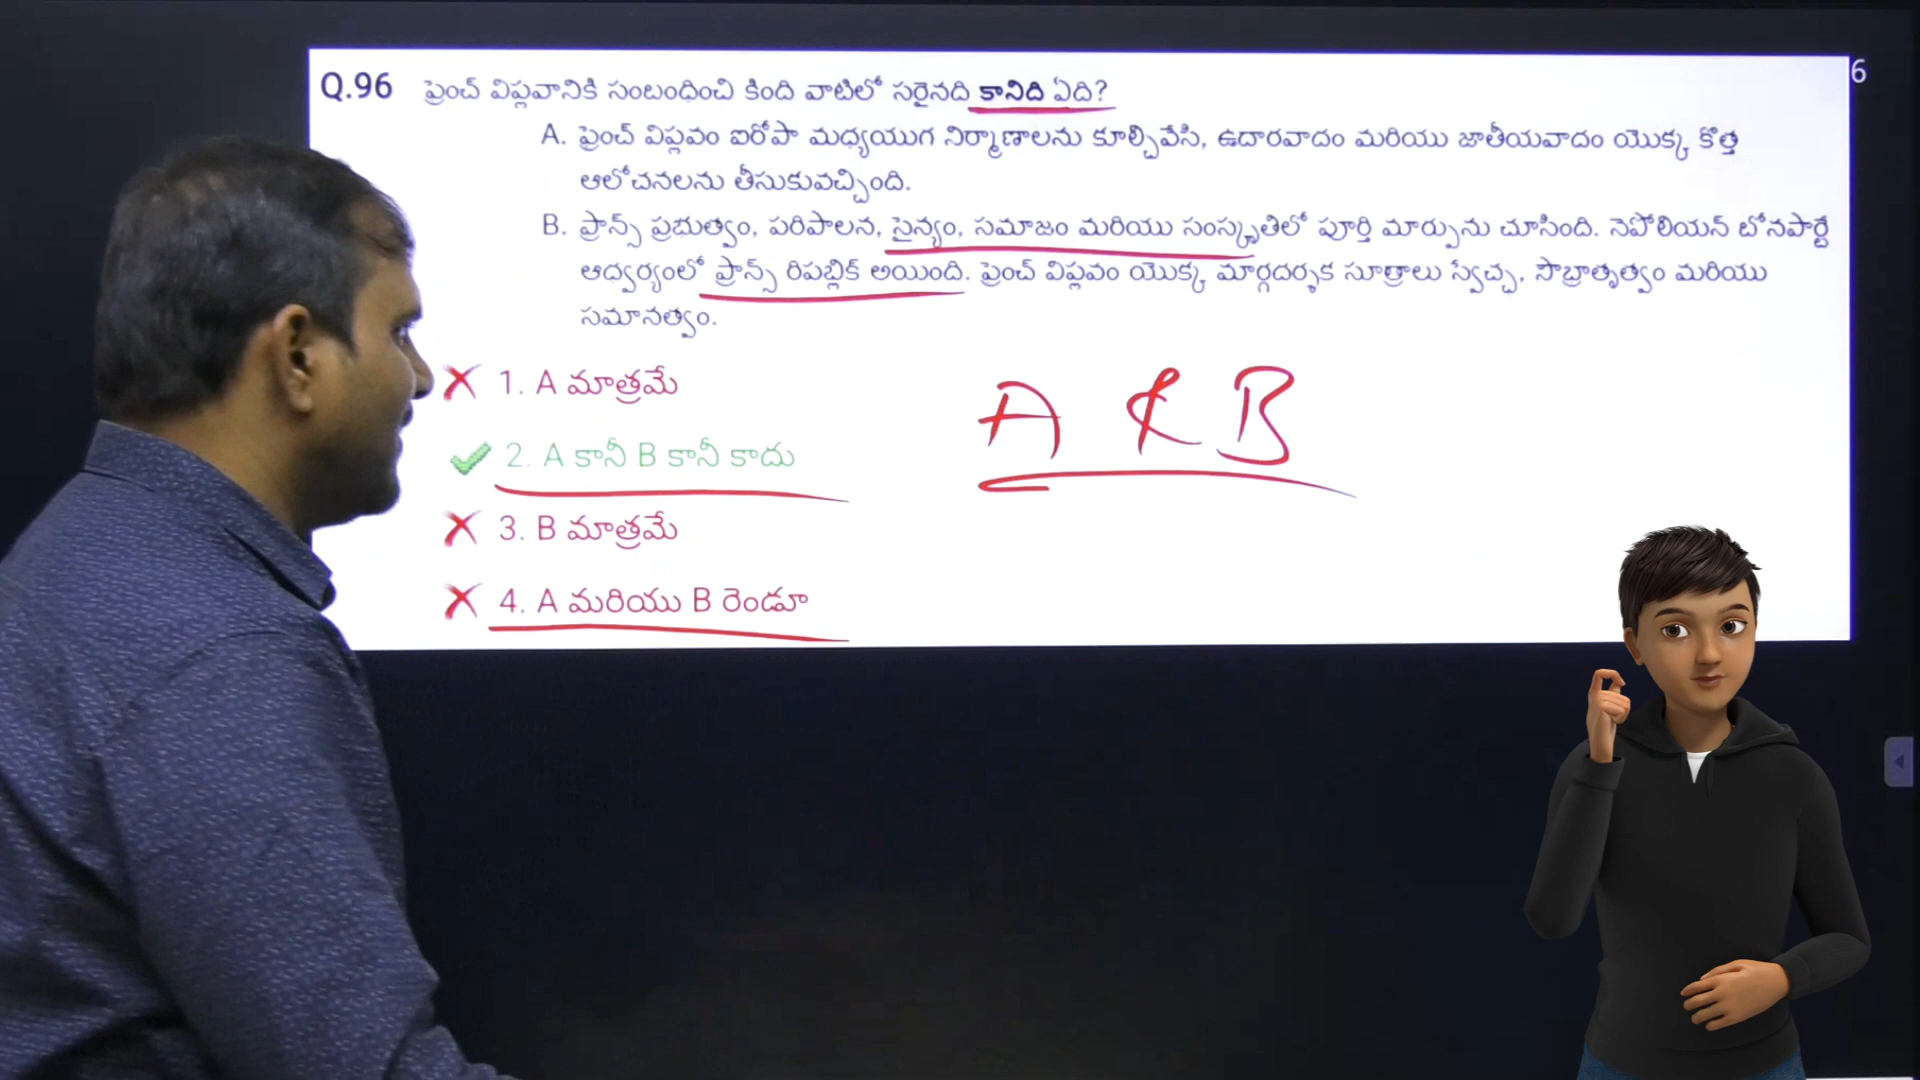 6
Q.96 ఫ్రెంచ్ విప్లవానికి సంబంధించి కింది వాటిలో సరైనది కానిది ఏది?
A. ఫ్రెంచ్ విప్లవం ఐరోపా మధ్యయుగ నిర్మాణాలను కూల్చివేసి, ఉదారవాదం మరియు జాతీయవాదం యొక్క కొత్త
ఆలోచనలను తీసుకువచ్చింది.
B. ఫ్రాన్స్ ప్రభుత్వం, పరిపాలన, సైన్యం, సమాజం మరియు సంస్కృతిలో పూర్తి మార్పును చూసింది. నెపోలియన్ బోనపార్టే
ఆధ్వర్యంలో ఫ్రాన్స్ రిపబ్లిక్ అయింది. ఫ్రెంచ్ విప్లవం యొక్క మార్గదర్శక సూత్రాలు స్వేచ్ఛ, సౌభ్రాతృత్వం మరియు
సమానత్వం.
1. A మాత్రమే
2. A కానీ B కానీ కాదు
3. B మాత్రమే
4. A మరియు B రెండూ
A & B